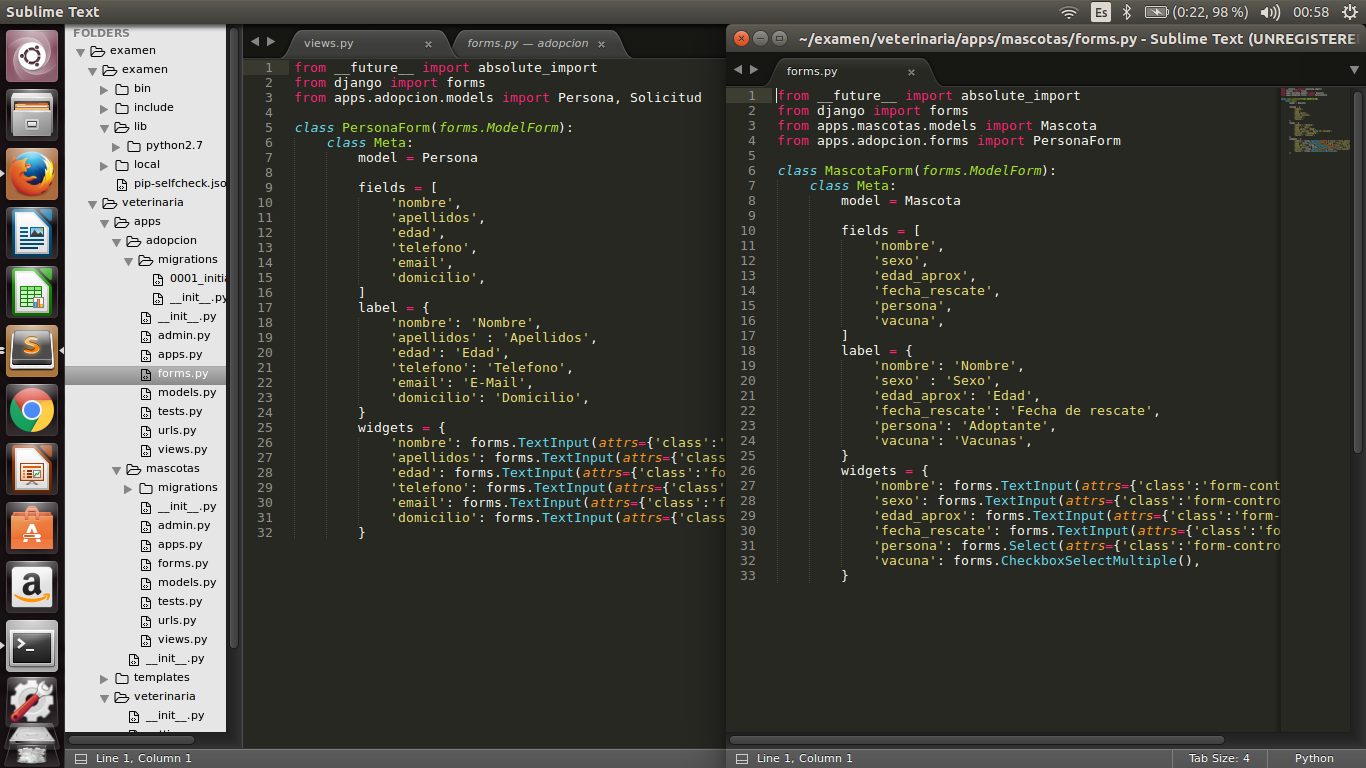 Sublime Text
Es
(0:22, 98 %)
00:58
FOLDERS
examen
examen
bin
include
lib
python2.7
local
pip-selfcheck.jso
veterinaria
apps
adopcion
migrations
0001_initi
__init__.py
__init__.py
admin.py
apps.py
forms.py
models.py
tests.py
urls.py
views.py
mascotas
migrations
__init__.py
admin.py
apps.py
forms.py
models.py
tests.py
urls.py
views.py
__init__.py
templates
veterinaria
__init__.py
views.py
forms.py — adopcion
1 from __future__ import absolute_import
2 from django import forms
3 from apps.adopcion.models import Persona, Solicitud
4
5 class PersonaForm(forms.ModelForm):
6 class Meta:
7 model = Persona
8
9 fields = [
10 'nombre',
11 'apellidos',
12 'edad',
13 'telefono',
14 'email',
15 'domicilio',
16 ]
17 label = {
18 'nombre': 'Nombre',
19 'apellidos' : 'Apellidos',
20 'edad': 'Edad',
21 'telefono': 'Telefono',
22 'email': 'E-Mail',
23 'domicilio': 'Domicilio',
24 }
25 widgets = {
26 'nombre': forms.TextInput(attrs={'class':'
27 'apellidos': forms.TextInput(attrs={'class
28 'edad': forms.TextInput(attrs={'class':'fo
29 'telefono': forms.TextInput(attrs={'class'
30 'email': forms.TextInput(attrs={'class':'f
31 'domicilio': forms.TextInput(attrs={'class
32 }
Line 1, Column 1
~/examen/veterinaria/apps/mascotas/forms.py - Sublime Text (UNREGISTERE
forms.py
1 from __future__ import absolute_import
2 from django import forms
3 from apps.mascotas.models import Mascota
4 from apps.adopcion.forms import PersonaForm
5
6 class MascotaForm(forms.ModelForm):
7 class Meta:
8 model = Mascota
9
10 fields = [
11 'nombre',
12 'sexo',
13 'edad_aprox',
14 'fecha_rescate',
15 'persona',
16 'vacuna',
17 ]
18 label = {
19 'nombre': 'Nombre',
20 'sexo' : 'Sexo',
21 'edad_aprox': 'Edad',
22 'fecha_rescate': 'Fecha de rescate',
23 'persona': 'Adoptante',
24 'vacuna': 'Vacunas',
25 }
26 widgets = {
27 'nombre': forms.TextInput(attrs={'class':'form-cont
28 'sexo': forms.TextInput(attrs={'class':'form-contro
29 'edad_aprox': forms.TextInput(attrs={'class':'form-
30 'fecha_rescate': forms.TextInput(attrs={'class':'fo
31 'persona': forms.Select(attrs={'class':'form-contro
32 'vacuna': forms.CheckboxSelectMultiple(),
33 }
Line 1, Column 1
Tab Size: 4
Python